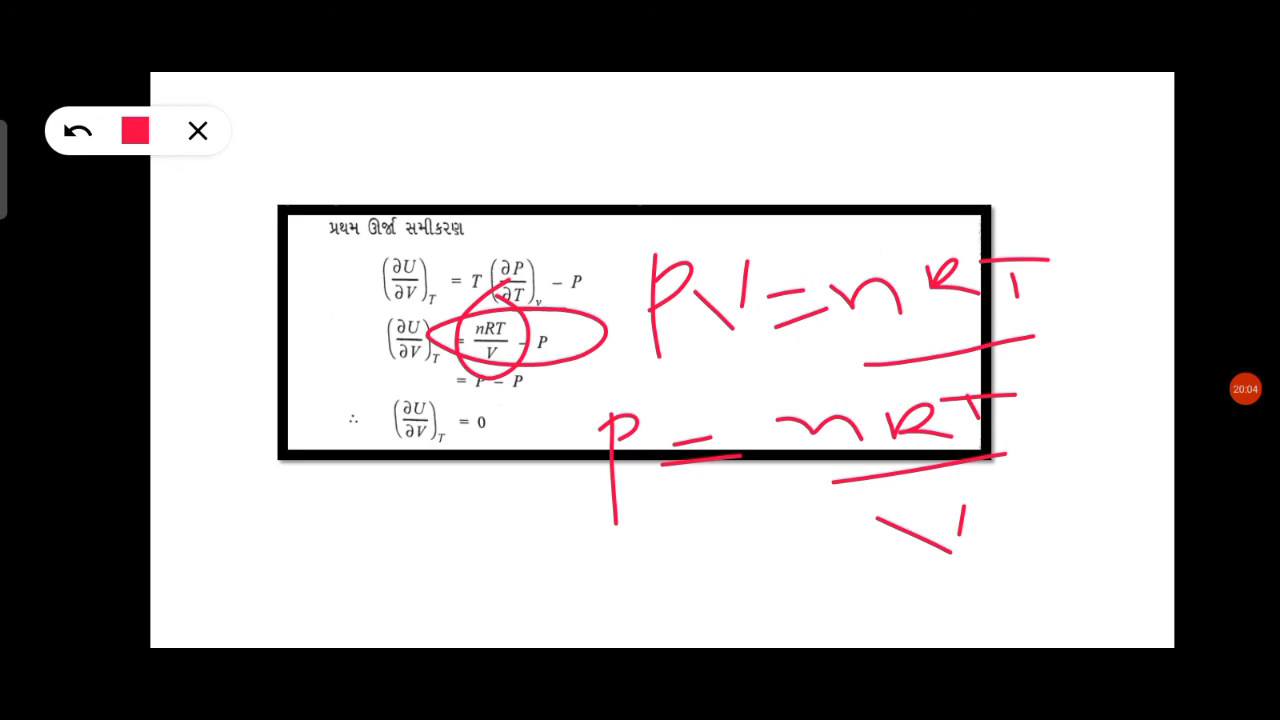 પ્રથમ ઊર્જા સમીકરણ
(∂U/∂V)_T = T (∂P/∂T)_v − P
PV = nRT
(∂U/∂V)_T = nRT/V − P
= P − P
∴ (∂U/∂V)_T = 0
P = nRT/V
20:04